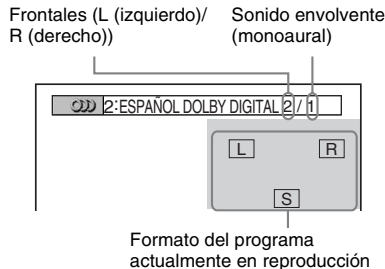 Frontales (L (izquierdo)/
R (derecho))
Sonido envolvente
(monoaural)
2:ESPAÑOL DOLBY DIGITAL 2 / 1
L R
S
Formato del programa
actualmente en reproducción